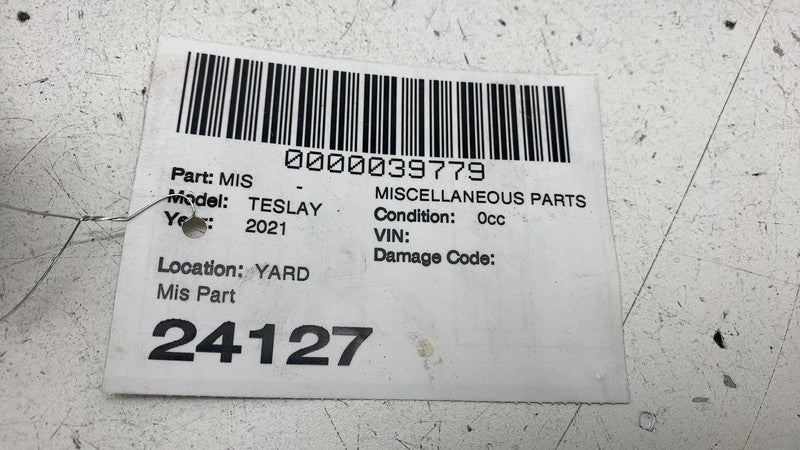 0000039779
Part: MIS - MISCELLANEOUS PARTS
Model: TESLAY Condition: 0cc
Year: 2021 VIN:
Damage Code:
Location: YARD
Mis Part
24127